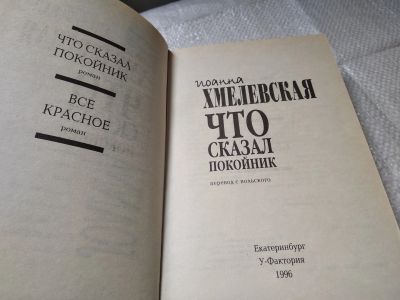 ЧТО СКАЗАЛ
ПОКОЙНИК
роман
ВСЕ
КРАСНОЕ
роман
иоанна
ХМЕЛЕВСКАЯ
ЧТО
СКАЗАЛ
ПОКОЙНИК
перевод с польского
Екатеринбург
У-Фактория
1996